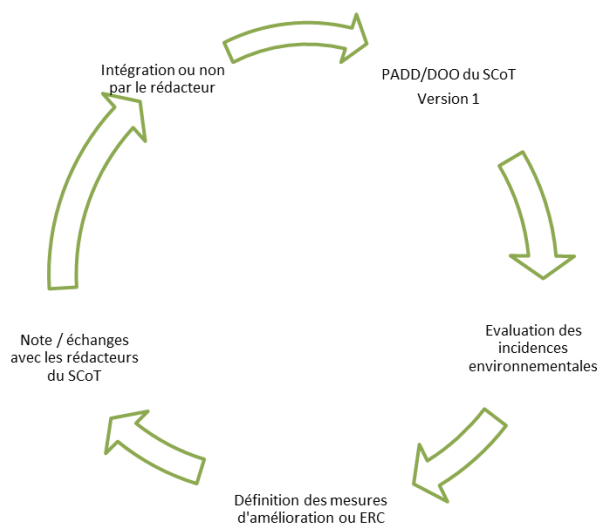 Intégration ou non
par le rédacteur
PADD/DOO du SCoT
Version 1
Evaluation des
incidences
environnementales
Définition des mesures
d'amélioration ou ERC
Note / échanges
avec les rédacteurs
du SCoT